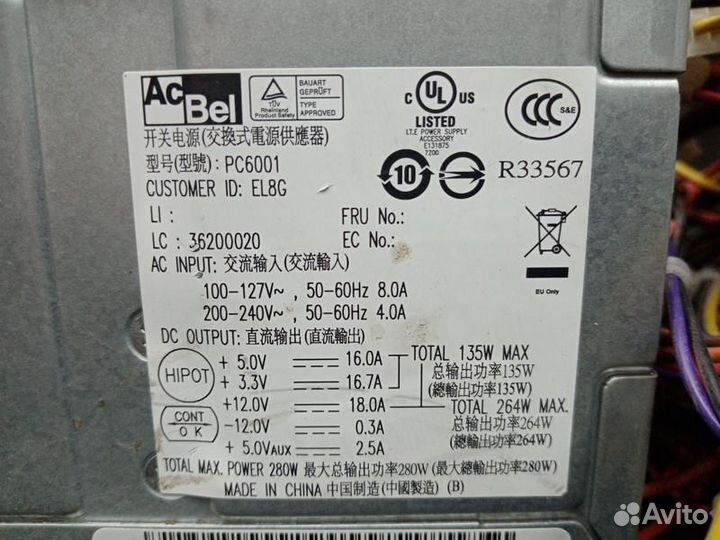 AcBel
TÜV Rheinland Product Safety
BAUART GEPRÜFT
TYPE APPROVED
C UL US
LISTED
I.T.E POWER SUPPLY
ACCESSORY
E131875
7Z00
CCC S&E
开关电源(交換式電源供應器)
型号(型號): PC6001
CUSTOMER ID: EL8G
10
R33567
LI :
FRU No.:
LC : 36200020
EC No.:
AC INPUT: 交流输入(交流輸入)
100-127V~ , 50-60Hz 8.0A
200-240V~ , 50-60Hz 4.0A
EU Only
DC OUTPUT: 直流输出(直流輸出)
HIPOT
CONT
OK
+ 5.0V 16.0A
+ 3.3V 16.7A
+12.0V 18.0A
-12.0V 0.3A
+ 5.0VAUX 2.5A
TOTAL 135W MAX
总输出功率135W
(總輸出功率135W)
TOTAL 264W MAX.
总输出功率264W
(總輸出功率264W)
TOTAL MAX. POWER 280W 最大总输出功率280W (最大總輸出功率280W)
MADE IN CHINA 中国制造(中國製造) (B)
Avito